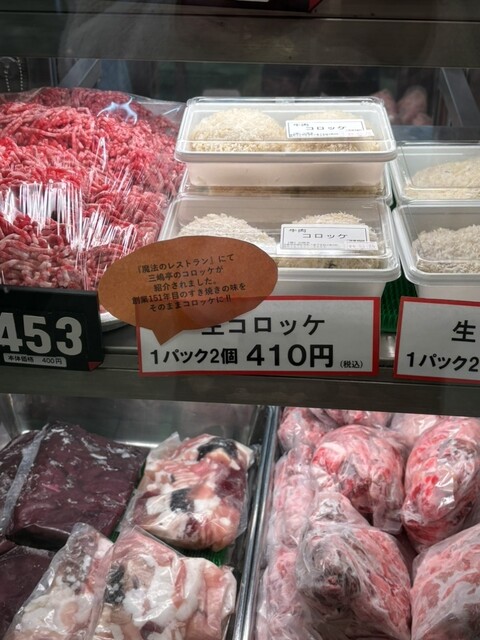 牛肉
コロッケ
牛肉
コロッケ
『魔法のレストラン』にて
三嶋亭のコロッケが
紹介されました。
創業151年目のすき焼きの味を
そのままコロッケに!!
生コロッケ
1パック2個 410円(税込)
453
本体価格 400円
生
1パック2